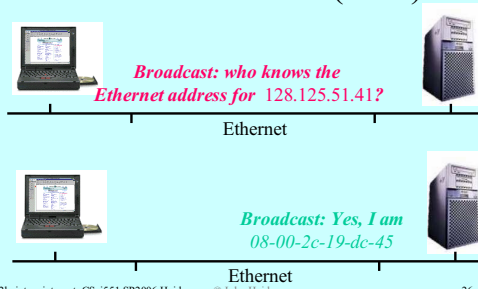 Broadcast: who knows the
Ethernet address for 128.125.51.41?
Ethernet
Broadcast: Yes, I am
08-00-2c-19-dc-45
Ethernet